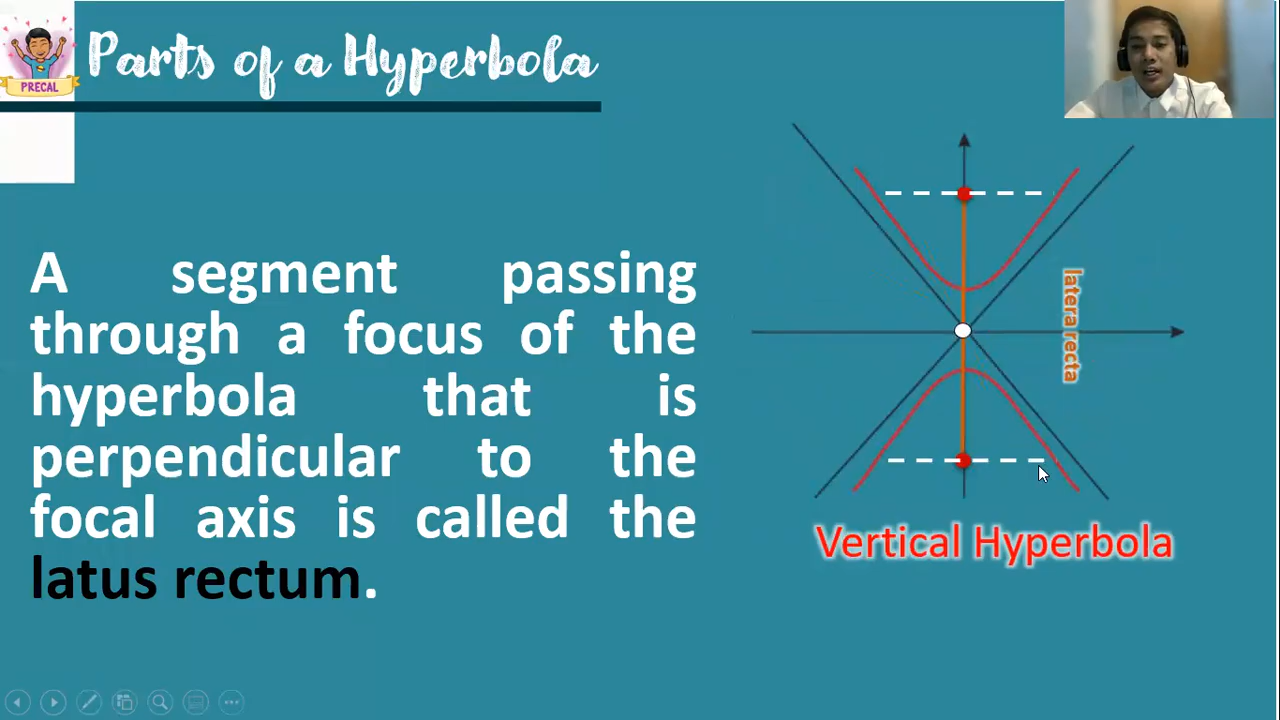 Parts of a Hyperbola
PRECAL
A segment passing
through a focus of the
hyperbola that is
perpendicular to the
focal axis is called the
latus rectum.
latera recta
Vertical Hyperbola